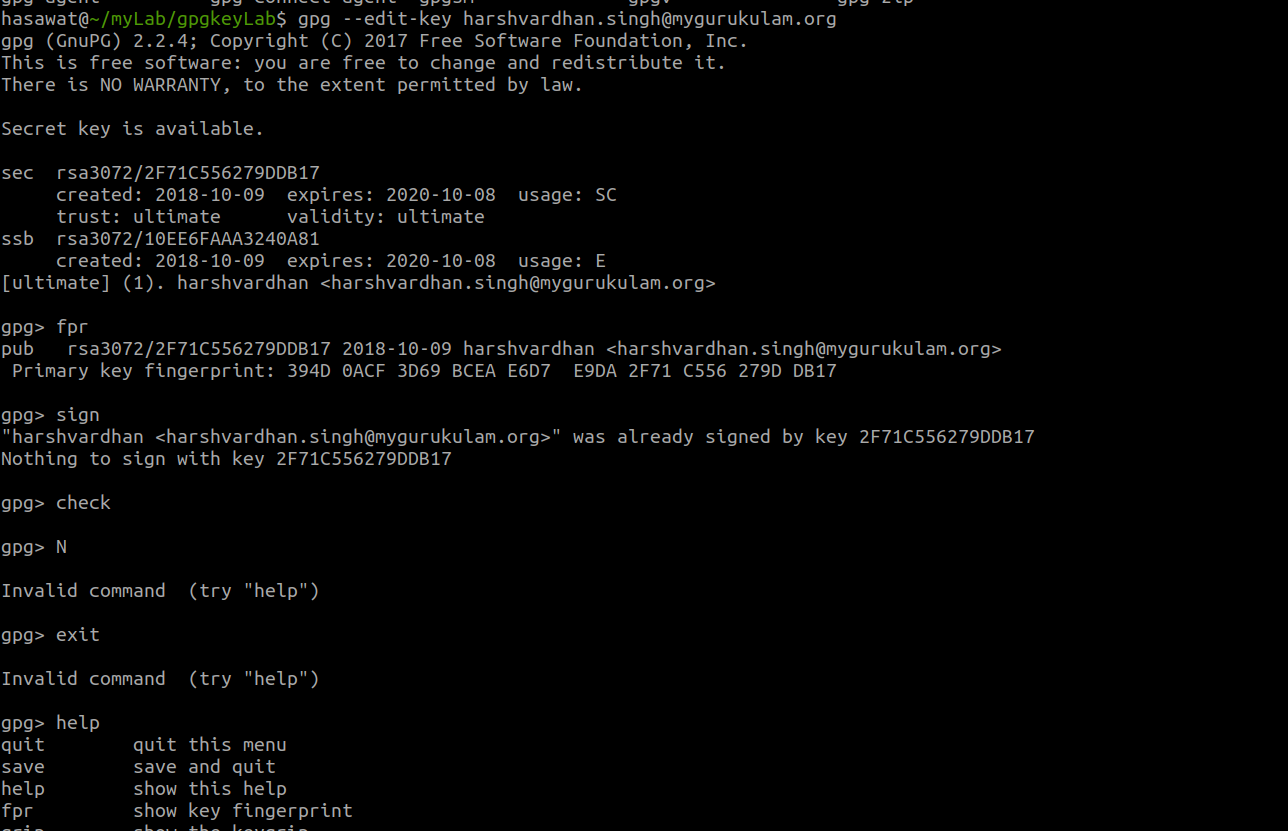 hasawat@~/myLab/gpgkeyLab$ gpg --edit-key harshvardhan.singh@mygurukulam.org
gpg (GnuPG) 2.2.4; Copyright (C) 2017 Free Software Foundation, Inc.
This is free software: you are free to change and redistribute it.
There is NO WARRANTY, to the extent permitted by law.

Secret key is available.

sec  rsa3072/2F71C556279DDB17
     created: 2018-10-09  expires: 2020-10-08  usage: SC
     trust: ultimate      validity: ultimate
ssb  rsa3072/10EE6FAAA3240A81
     created: 2018-10-09  expires: 2020-10-08  usage: E
[ultimate] (1). harshvardhan <harshvardhan.singh@mygurukulam.org>

gpg> fpr
pub   rsa3072/2F71C556279DDB17 2018-10-09 harshvardhan <harshvardhan.singh@mygurukulam.org>
 Primary key fingerprint: 394D 0ACF 3D69 BCEA E6D7  E9DA 2F71 C556 279D DB17

gpg> sign
"harshvardhan <harshvardhan.singh@mygurukulam.org>" was already signed by key 2F71C556279DDB17
Nothing to sign with key 2F71C556279DDB17

gpg> check

gpg> N

Invalid command  (try "help")

gpg> exit

Invalid command  (try "help")

gpg> help
quit        quit this menu
save        save and quit
help        show this help
fpr         show key fingerprint